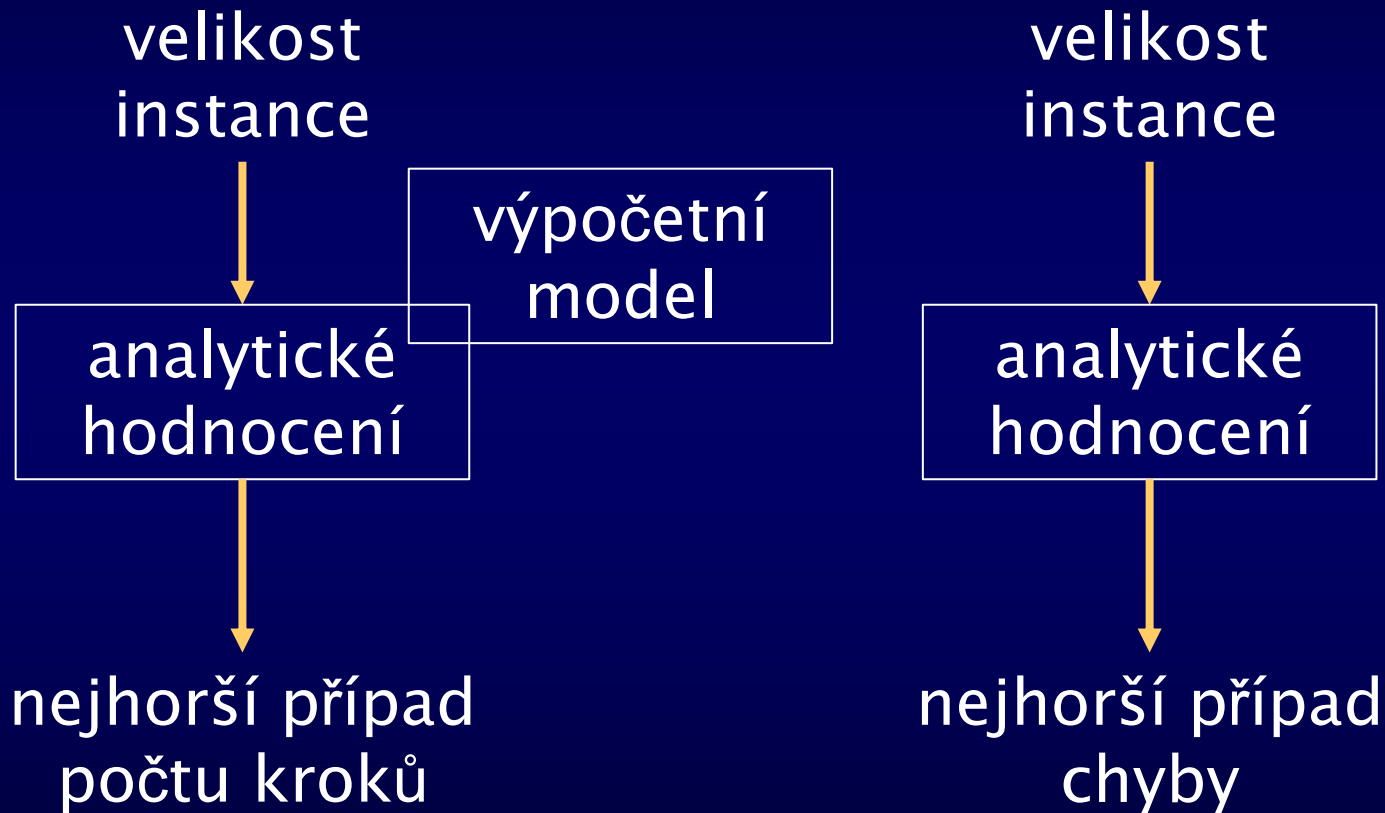 velikost
instance
výpočetní
model
analytické
hodnocení
nejhorší případ
počtu kroků
velikost
instance
analytické
hodnocení
nejhorší případ
chyby